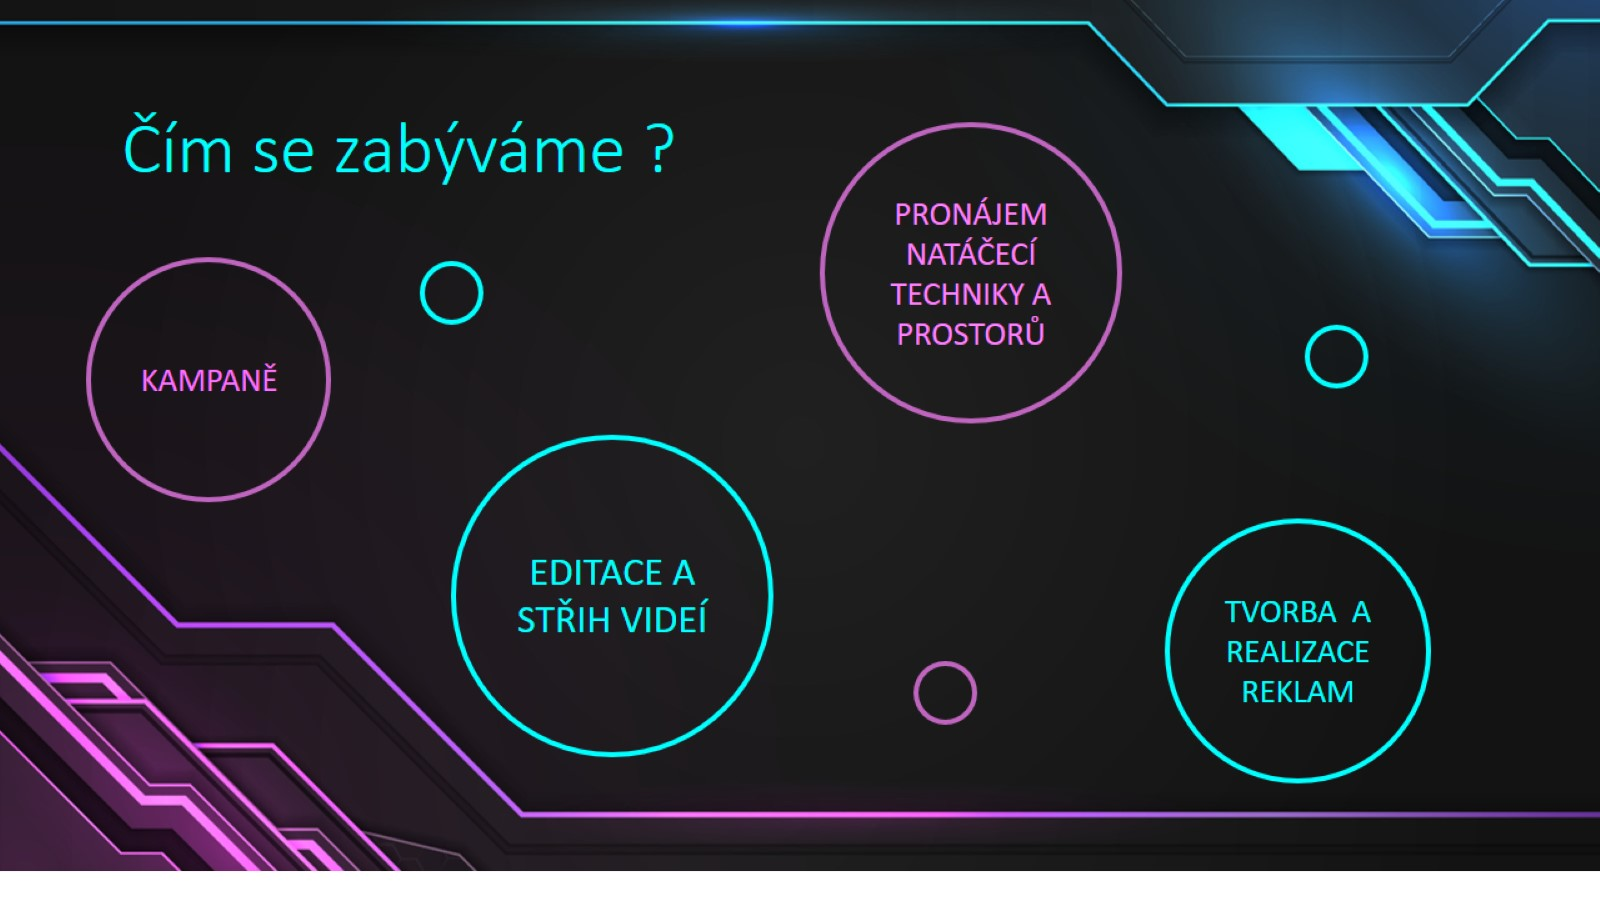 Čím se zabýváme ?
KAMPANĚ
EDITACE A
STŘIH VIDEÍ
PRONÁJEM
NATÁČECÍ
TECHNIKY A
PROSTORŮ
TVORBA  A
REALIZACE
REKLAM